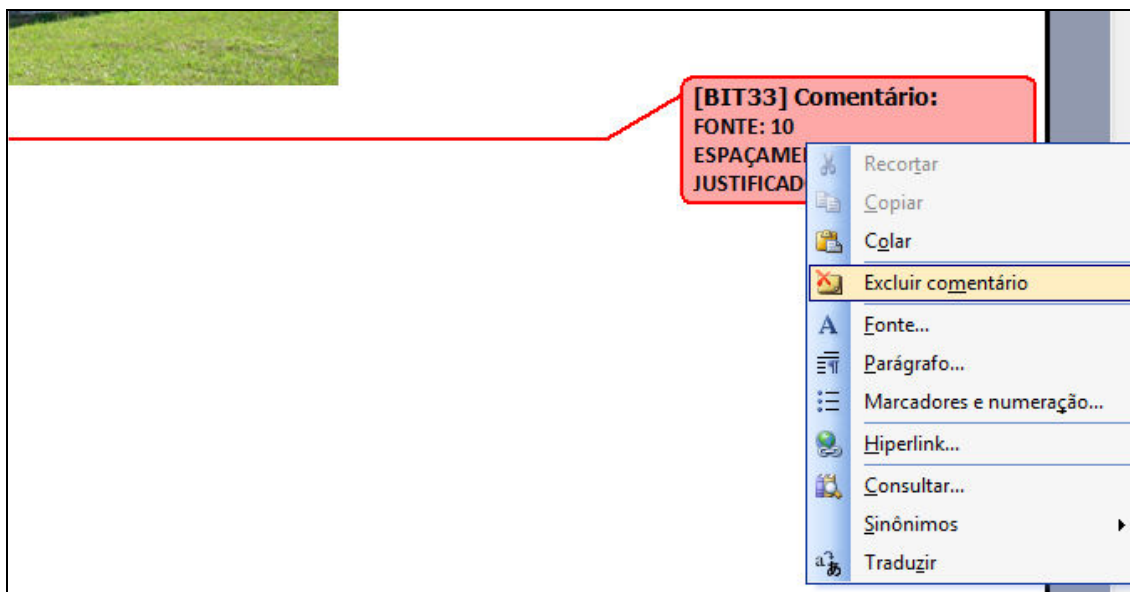 [BIT33] Comentário:
FONTE: 10
Recortar
Copiar
Colar
Excluir comentário
Fonte...
Parágrafo...
Marcadores e numeração...
Hiperlink...
Consultar...
Sinônimos
Traduzir